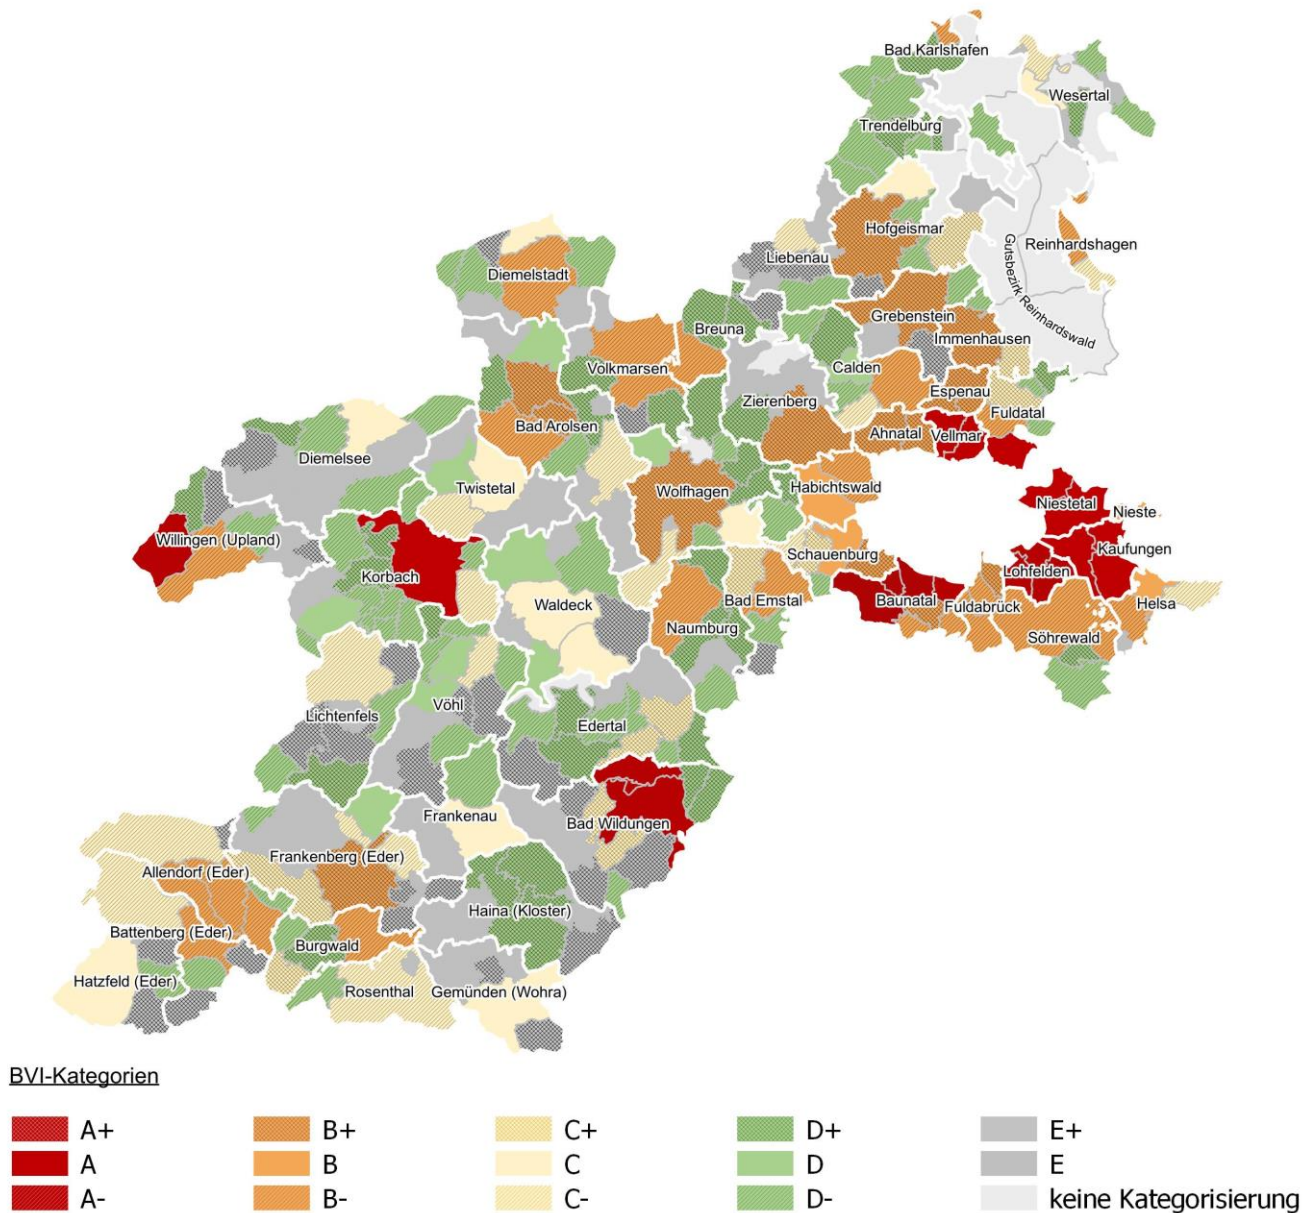 Bad Karlshafen
Wesertal
Trendelburg
Hofgeismar
Reinhardshagen
Liebenau
Gutsbezirk Reinhardswald
Diemelstadt
Grebenstein
Breuna
Immenhausen
Volkmarsen
Calden
Espenau
Zierenberg
Fuldatal
Bad Arolsen
Ahnatal
Vellmar
Diemelsee
Twistetal
Wolfhagen
Habichtswald
Niestetal
Nieste
Willingen (Upland)
Schauenburg
Kaufungen
Korbach
Lohfelden
Waldeck
Bad Emstal
Baunatal
Fuldabrück
Helsa
Naumburg
Söhrewald
Vöhl
Lichtenfels
Edertal
Frankenau
Bad Wildungen
Frankenberg (Eder)
Allendorf (Eder)
Haina (Kloster)
Battenberg (Eder)
Burgwald
Hatzfeld (Eder)
Rosenthal
Gemünden (Wohra)
BVI-Kategorien
A+ B+ C+ D+ E+
A B C D E
A- B- C- D- keine Kategorisierung